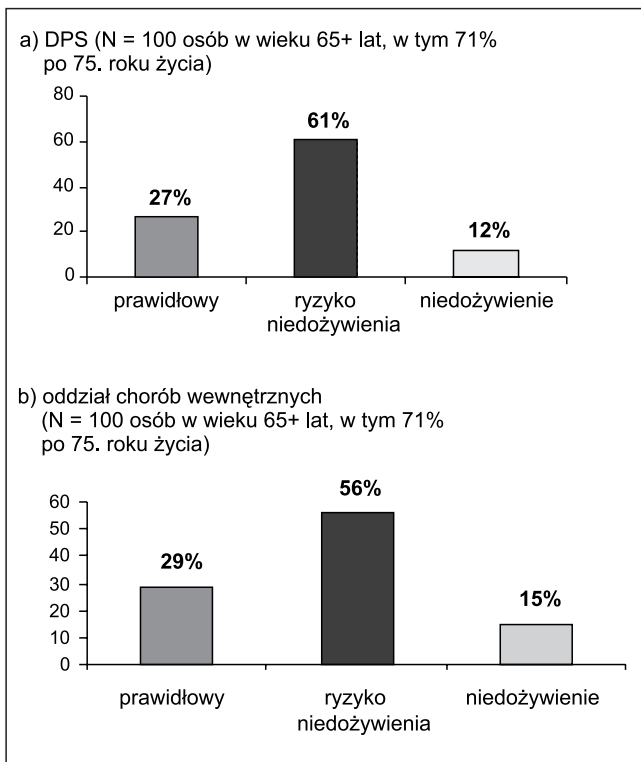 a) DPS (N = 100 osób w wieku 65+ lat, w tym 71%
po 75. roku życia)
80
60
40
20
0
27%
61%
12%
prawidłowy
ryzyko
niedożywienia
niedożywienie
b) oddział chorób wewnętrznych
(N = 100 osób w wieku 65+ lat, w tym 71%
po 75. roku życia)
60
50
40
30
20
10
0
29%
56%
15%
prawidłowy
ryzyko
niedożywienia
niedożywienie